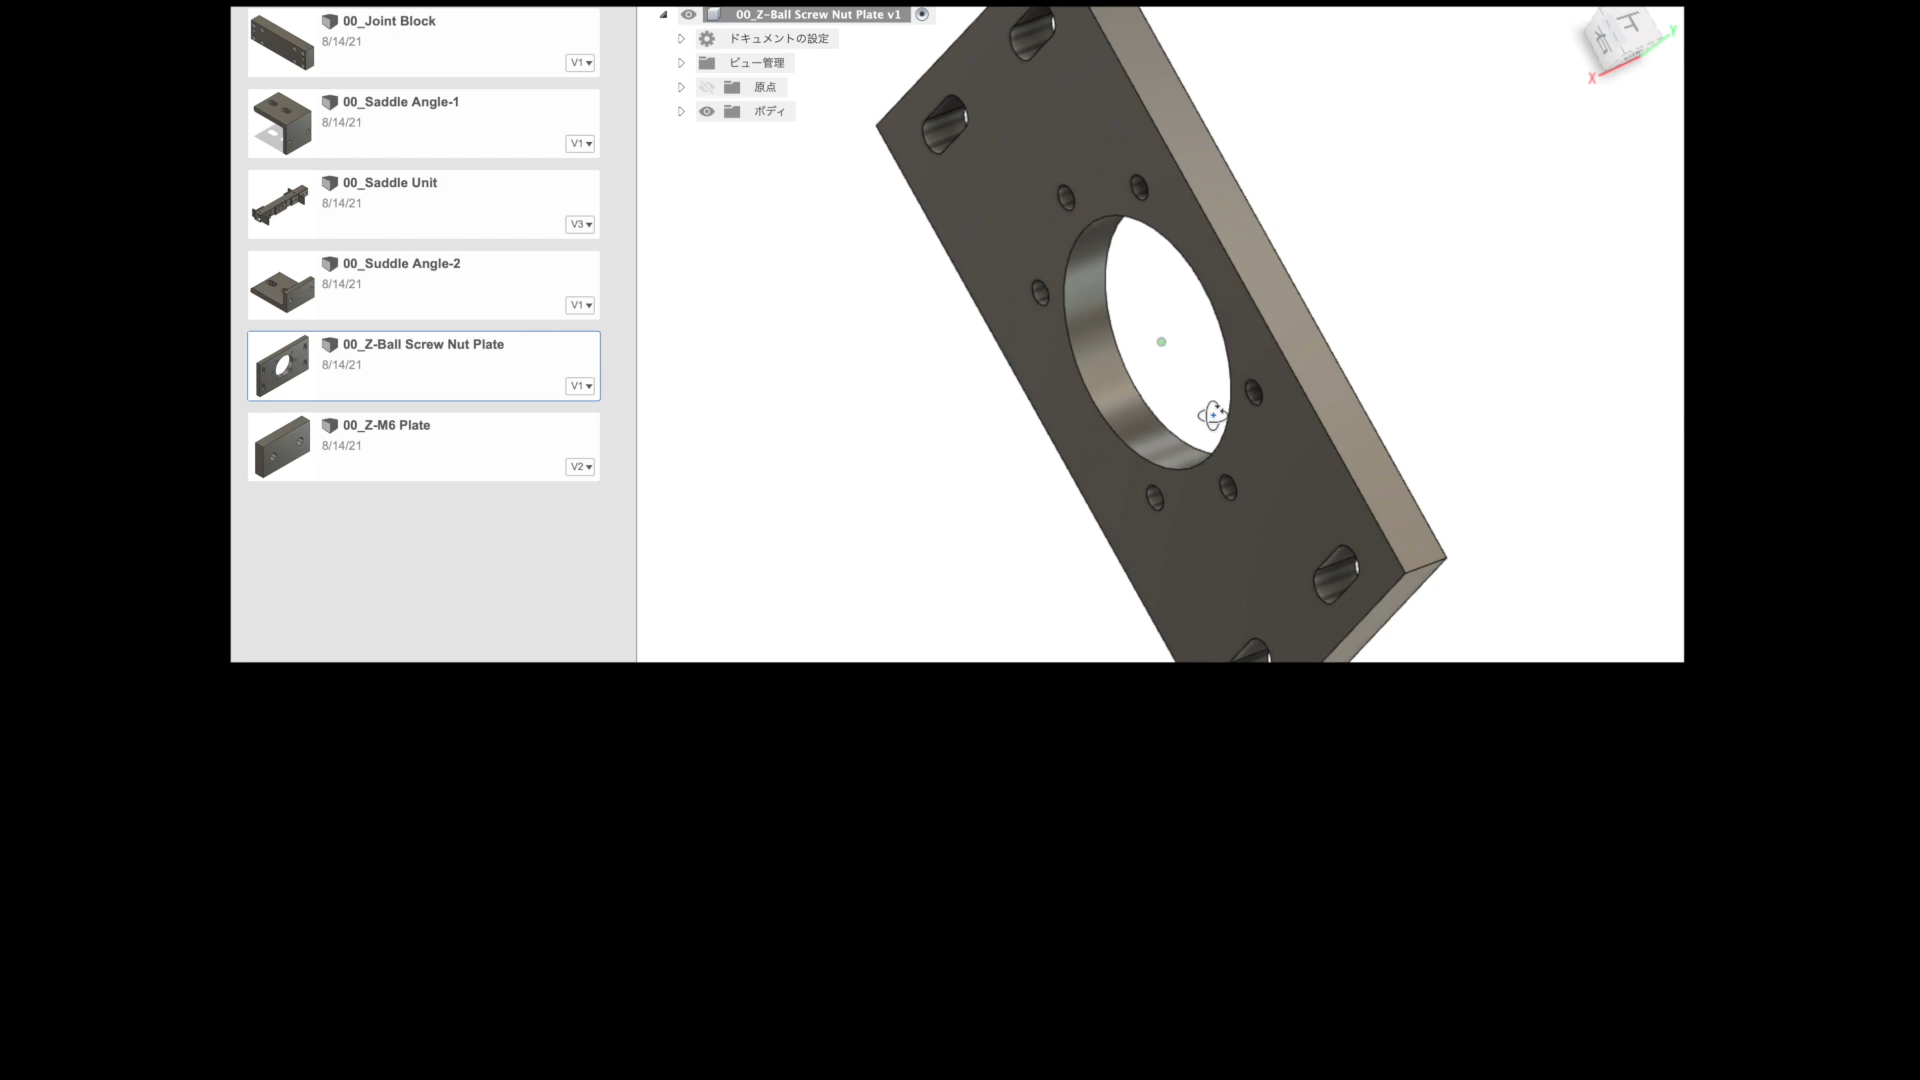 00_Joint Block
8/14/21
V1
00_Saddle Angle-1
8/14/21
V1
00_Saddle Unit
8/14/21
V3
00_Suddle Angle-2
8/14/21
V1
00_Z-Ball Screw Nut Plate
8/14/21
V1
00_Z-M6 Plate
8/14/21
V2
00_Z-Ball Screw Nut Plate v1
ドキュメントの設定
ビュー管理
原点
ボディ
右
下
X
Y